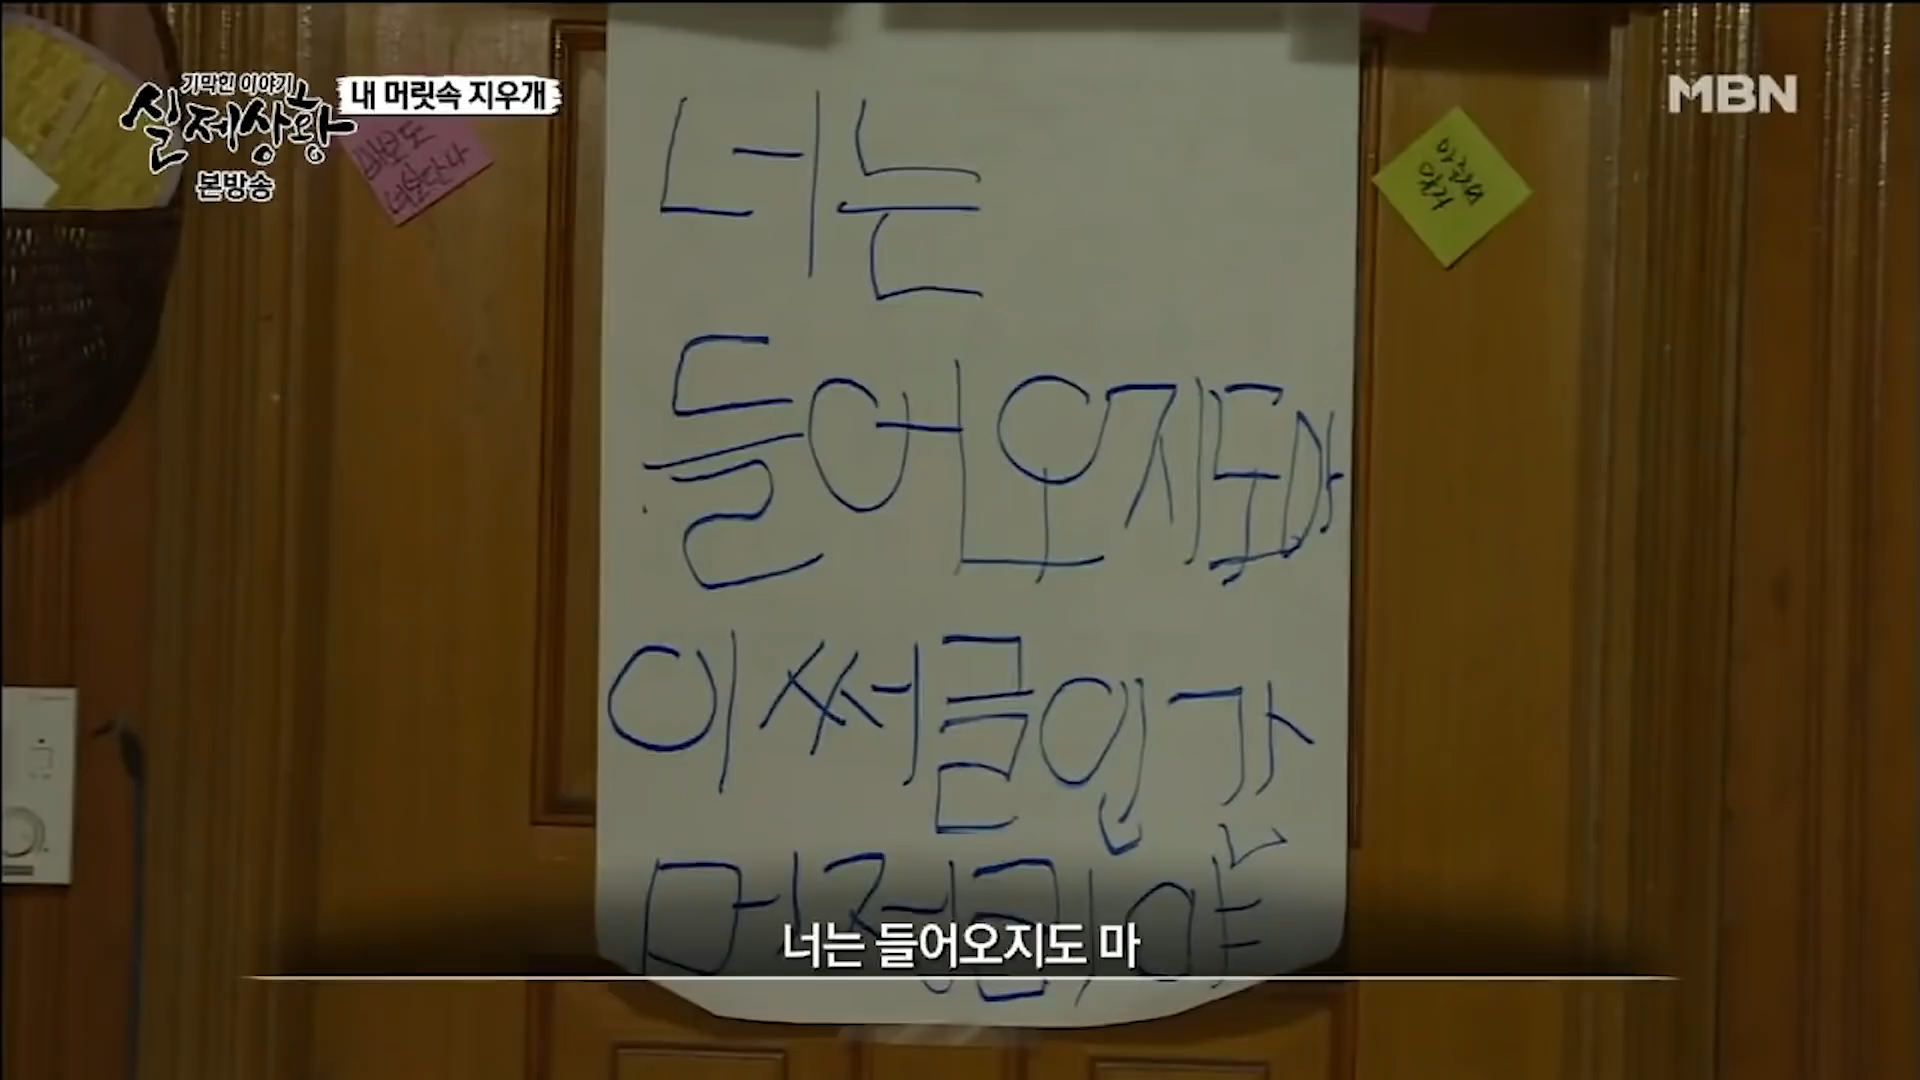 기막힌 이야기
실제상황
본방송
내 머릿속 지우개
MBN
너는
들어오지도마
이 써글인간
너는 들어오지도 마